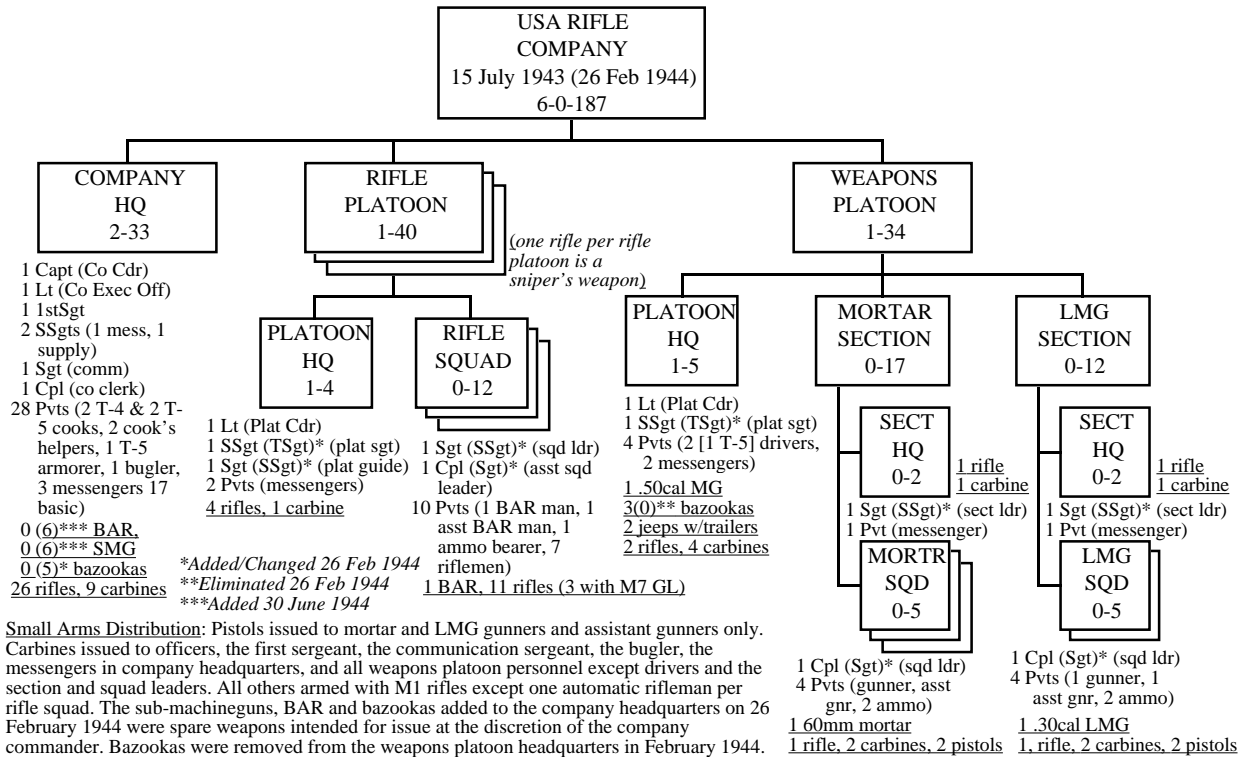 USA RIFLE
COMPANY
15 July 1943 (26 Feb 1944)
6-0-187
COMPANY
HQ
2-33
1 Capt (Co Cdr)
1 Lt (Co Exec Off)
1 1stSgt
2 SSgts (1 mess, 1
supply)
1 Sgt (comm)
1 Cpl (co clerk)
28 Pvts (2 T-4 & 2 T-
5 cooks, 2 cook's
helpers, 1 T-5
armorer, 1 bugler,
3 messengers 17
basic)
0 (6)*** BAR,
0 (6)*** SMG
0 (5)* bazookas
26 rifles, 9 carbines
RIFLE
PLATOON
1-40
(one rifle per rifle
platoon is a
sniper's weapon)
PLATOON
HQ
1-4
1 Lt (Plat Cdr)
1 SSgt (TSgt)* (plat sgt)
1 Sgt (SSgt)* (plat guide)
2 Pvts (messengers)
4 rifles, 1 carbine
RIFLE
SQUAD
0-12
1 Sgt (SSgt)* (sqd ldr)
1 Cpl (Sgt)* (asst sqd
leader)
10 Pvts (1 BAR man, 1
asst BAR man, 1
ammo bearer, 7
riflemen)
1 BAR, 11 rifles (3 with M7 GL)
*Added/Changed 26 Feb 1944
**Eliminated 26 Feb 1944
***Added 30 June 1944
WEAPONS
PLATOON
1-34
PLATOON
HQ
1-5
1 Lt (Plat Cdr)
1 SSgt (TSgt)* (plat sgt)
4 Pvts (2 [1 T-5] drivers,
2 messengers)
1 .50cal MG
3(0)** bazookas
2 jeeps w/trailers
2 rifles, 4 carbines
MORTAR
SECTION
0-17
SECT
HQ
0-2
1 rifle
1 carbine
1 Sgt (SSgt)* (sect ldr)
1 Pvt (messenger)
MORTR
SQD
0-5
1 Cpl (Sgt)* (sqd ldr)
4 Pvts (gunner, asst
gnr, 2 ammo)
1 60mm mortar
1 rifle, 2 carbines, 2 pistols
LMG
SECTION
0-12
SECT
HQ
0-2
1 rifle
1 carbine
1 Sgt (SSgt)* (sect ldr)
1 Pvt (messenger)
LMG
SQD
0-5
1 Cpl (Sgt)* (sqd ldr)
4 Pvts (1 gunner, 1
asst gnr, 2 ammo)
1 .30cal LMG
1, rifle, 2 carbines, 2 pistols
Small Arms Distribution: Pistols issued to mortar and LMG gunners and assistant gunners only.
Carbines issued to officers, the first sergeant, the communication sergeant, the bugler, the
messengers in company headquarters, and all weapons platoon personnel except drivers and the
section and squad leaders. All others armed with M1 rifles except one automatic rifleman per
rifle squad. The sub-machineguns, BAR and bazookas added to the company headquarters on 26
February 1944 were spare weapons intended for issue at the discretion of the company
commander. Bazookas were removed from the weapons platoon headquarters in February 1944.